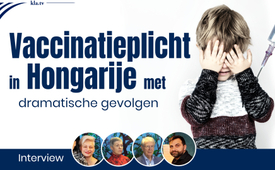 kla.tv
Vaccinatieplicht
in Hongarije met
dramatische gevolgen
Interview